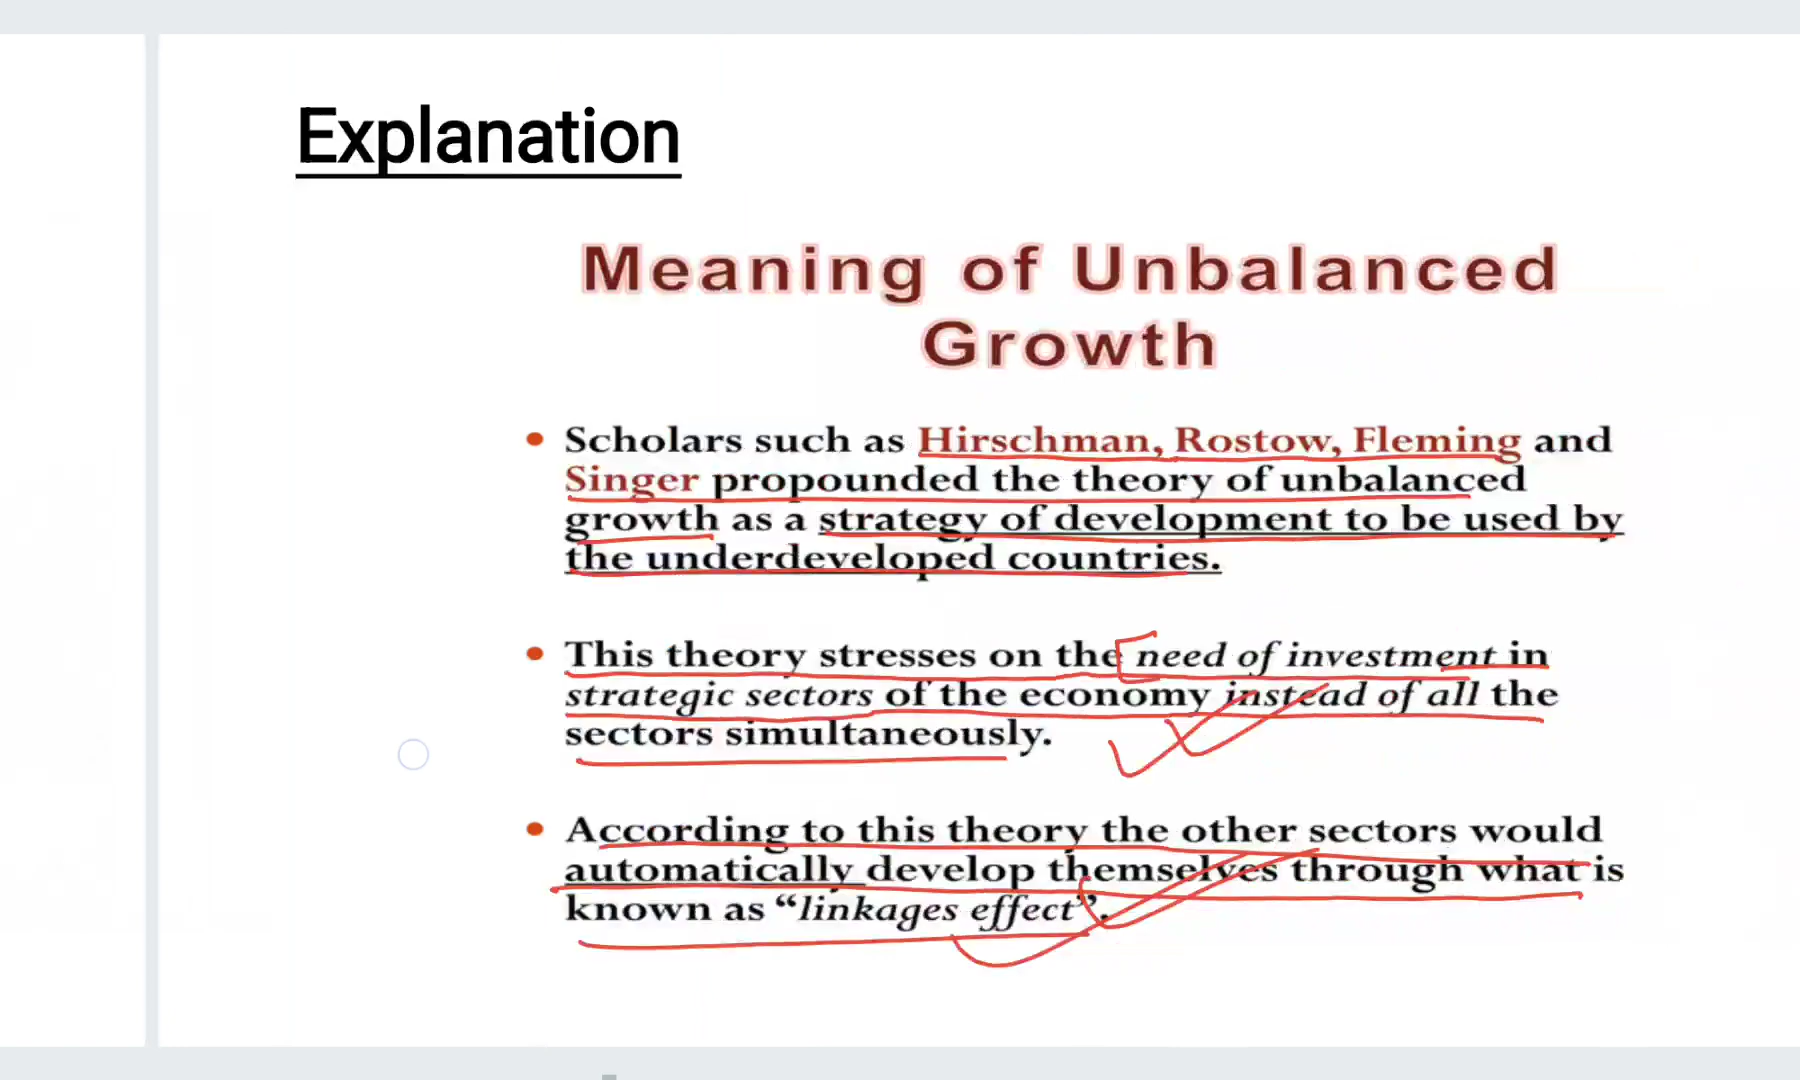 Explanation
Meaning of Unbalanced
Growth
• Scholars such as Hirschman, Rostow, Fleming and
Singer propounded the theory of unbalanced
growth as a strategy of development to be used by
the underdeveloped countries.
• This theory stresses on the need of investment in
strategic sectors of the economy instead of all the
sectors simultaneously.
• According to this theory the other sectors would
automatically develop themselves through what is
known as “linkages effect”.